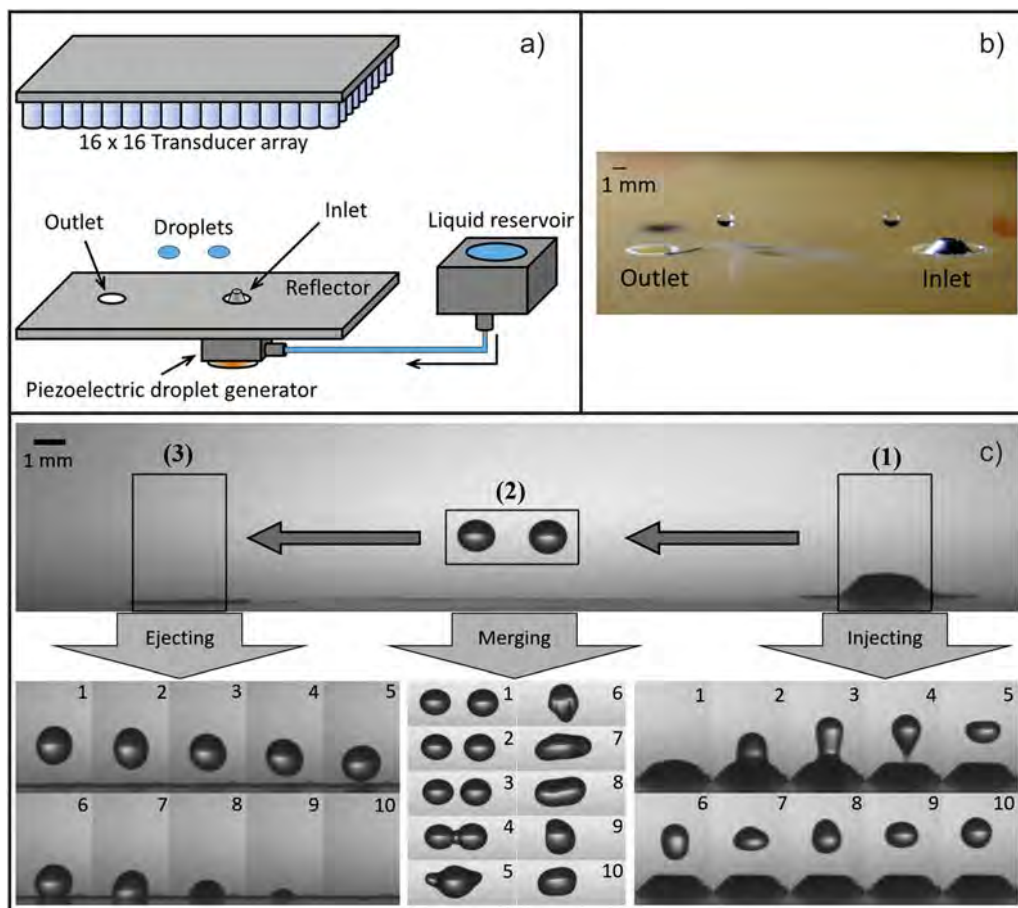 a)
16 x 16 Transducer array
Outlet
Droplets
Inlet
Liquid reservoir
Reflector
Piezoelectric droplet generator
b)
1 mm
Outlet
Inlet
c)
1 mm
(3)
(2)
(1)
Ejecting
Merging
Injecting
1 2 3 4 5
6 7 8 9 10
1 6
2 7
3 8
4 9
5 10
1 2 3 4 5
6 7 8 9 10